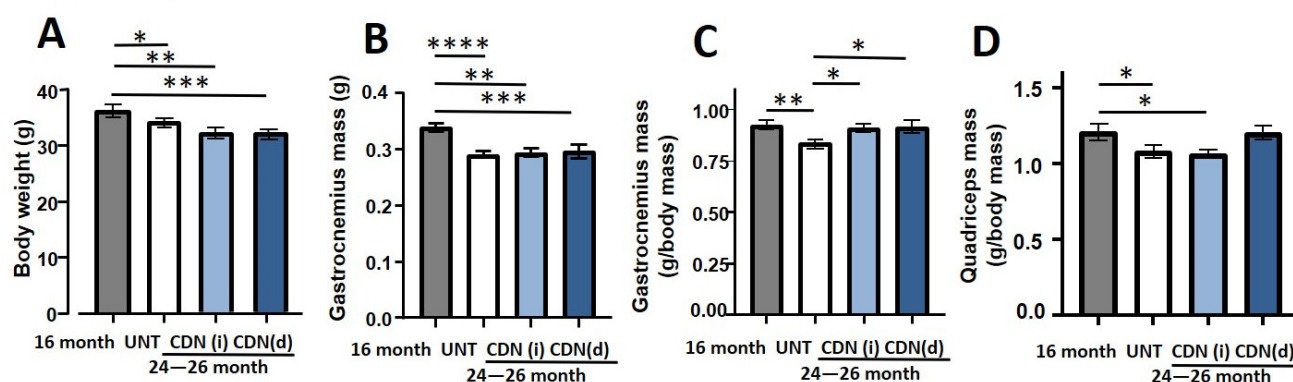 A
*
**
***
Body weight (g)
40
30
20
10
0
16 month UNT CDN (i) CDN(d)
24—26 month
B
****
**
***
Gastrocnemius mass (g)
0.4
0.3
0.2
0.1
0.0
16 month UNT CDN (i) CDN(d)
24—26 month
C
*
*
**
Gastrocnemius mass
(g/body mass)
1.00
0.75
0.50
0.25
0.00
16 month UNT CDN (i) CDN(d)
24—26 month
D
*
*
Quadriceps mass
(g/body mass)
1.5
1.0
0.5
0.0
16 month UNT CDN (i) CDN(d)
24—26 month